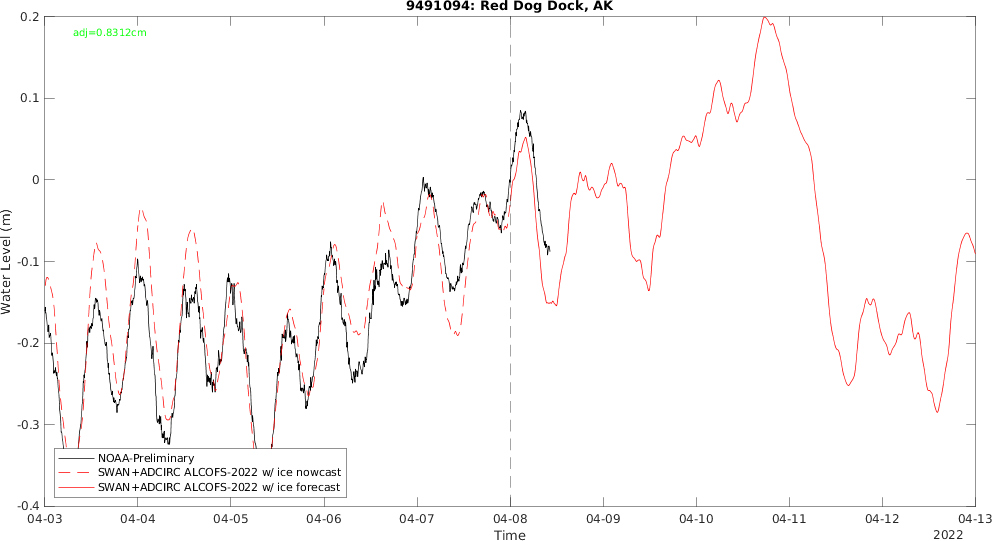 9491094: Red Dog Dock, AK
adj=0.8312cm
0.2
0.1
0
-0.1
-0.2
-0.3
-0.4
Water Level (m)
NOAA-Preliminary
SWAN+ADCIRC ALCOFS-2022 w/ ice nowcast
SWAN+ADCIRC ALCOFS-2022 w/ ice forecast
04-03 04-04 04-05 04-06 04-07 04-08 04-09 04-10 04-11 04-12 04-13
Time
2022